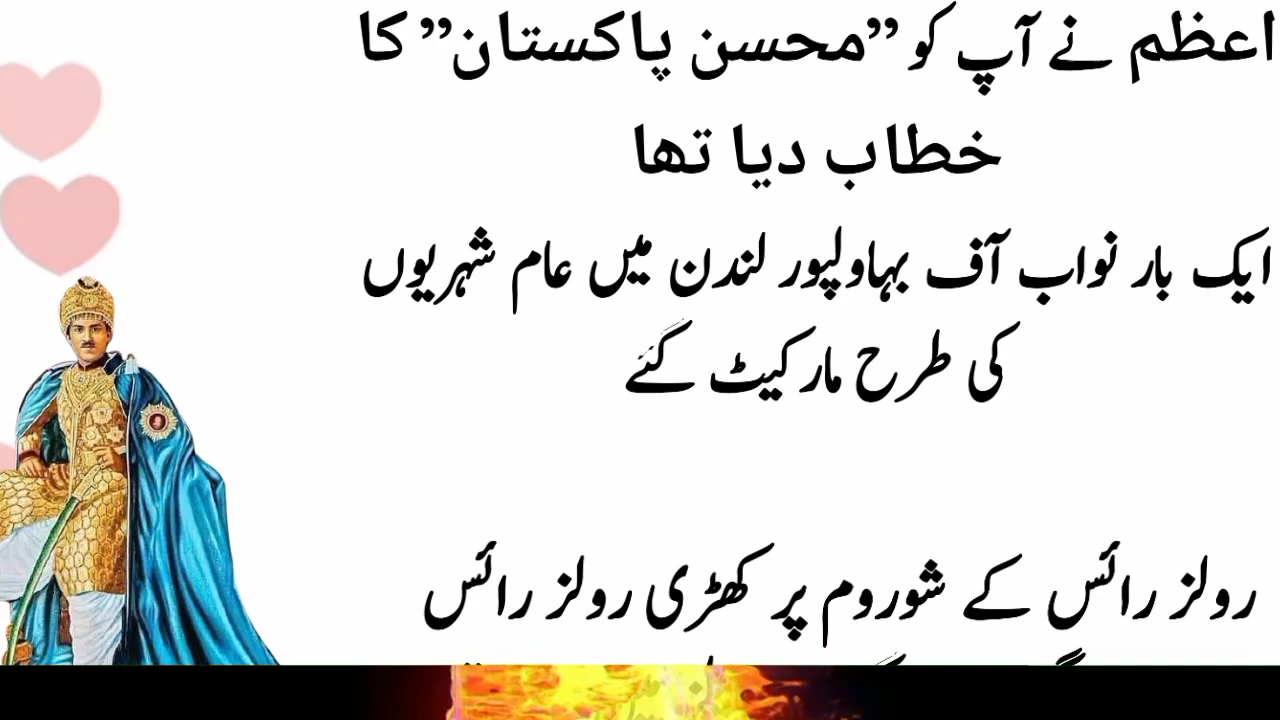 اعظم نے آپ کو ”محسن پاکستان” کا
خطاب دیا تھا
ایک بار نواب آف بہاولپور لندن میں عام شہریوں
کی طرح مارکیٹ گئے
رولز رائس کے شوروم پر کھڑی رولز رائس